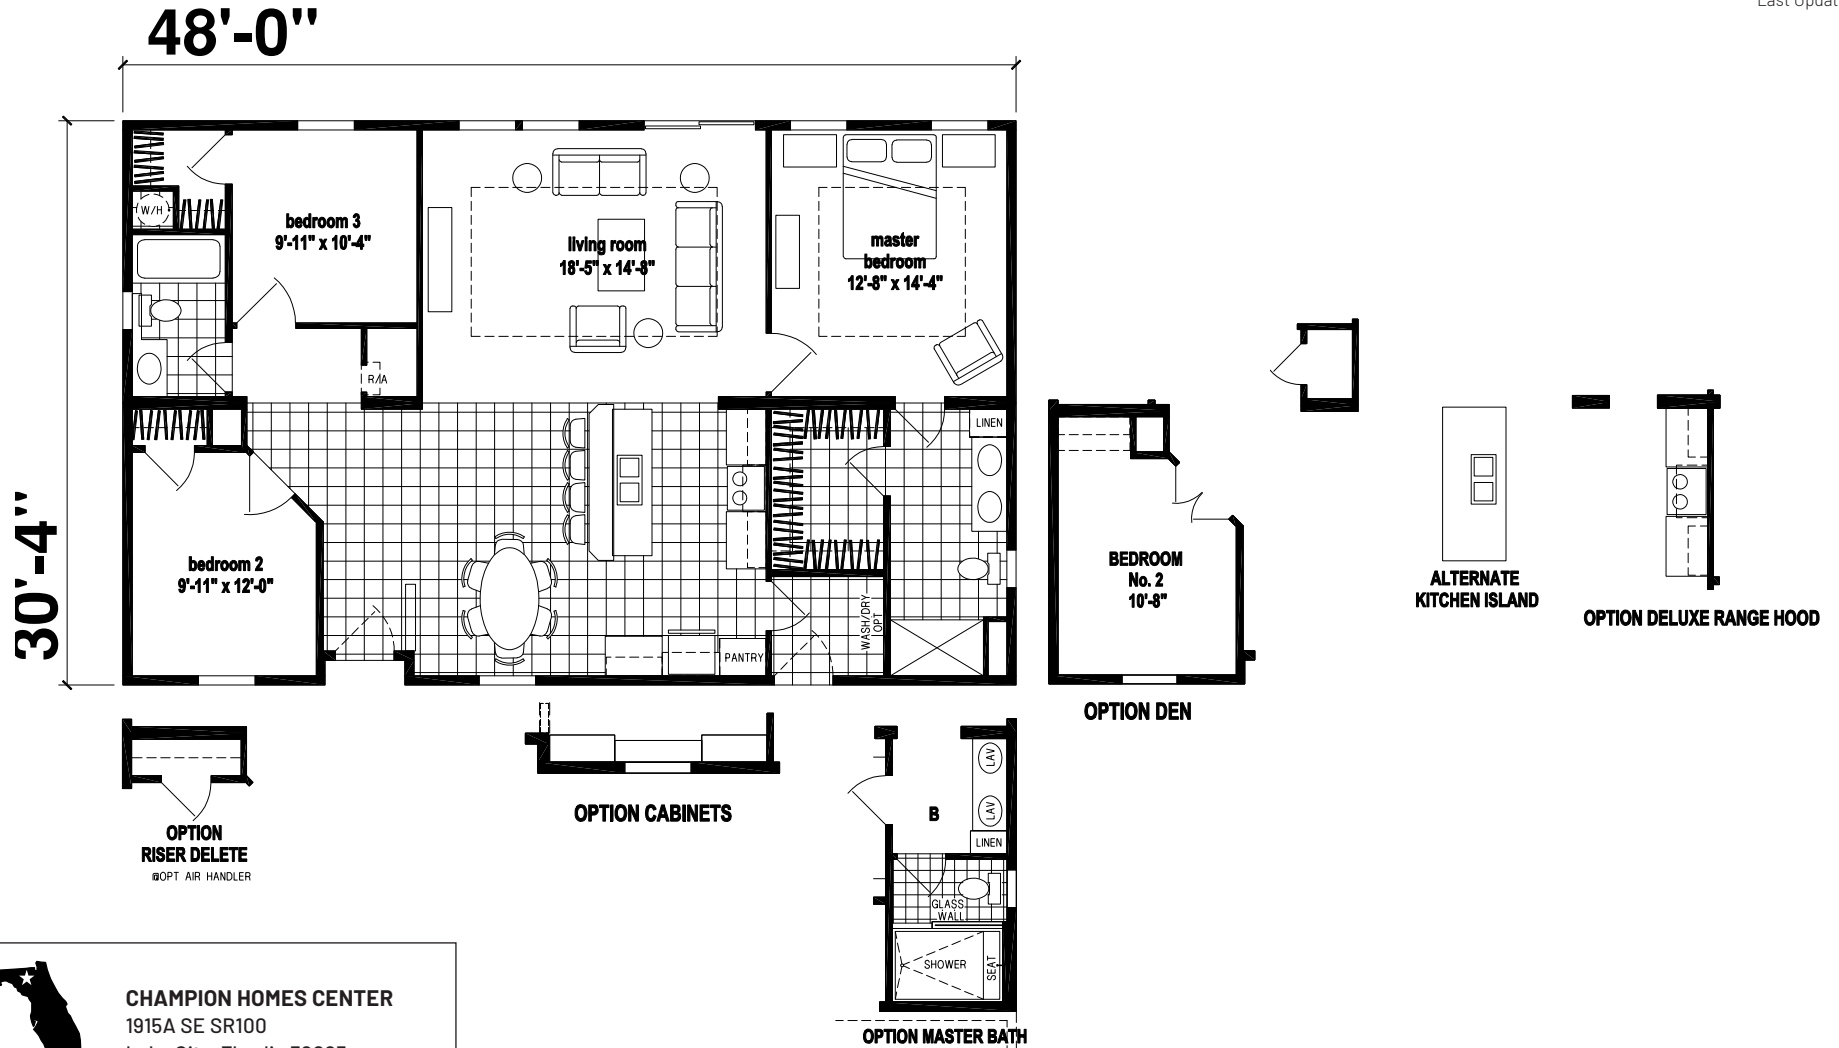 Last Updat
48'-0"
30'-4"
W/H
bedroom 3
9'-11" x 10'-4"
living room
18'-5" x 14'-8"
master
bedroom
12'-8" x 14'-4"
R/A
LINEN
bedroom 2
9'-11" x 12'-0"
WASH/DRY
OPT
PANTRY
BEDROOM
No. 2
10'-8"
OPTION DEN
ALTERNATE
KITCHEN ISLAND
OPTION DELUXE RANGE HOOD
OPTION
RISER DELETE
@OPT AIR HANDLER
OPTION CABINETS
LAV
B
LAV
LINEN
GLASS
WALL
SHOWER
SEAT
OPTION MASTER BATH
CHAMPION HOMES CENTER
1915A SE SR100